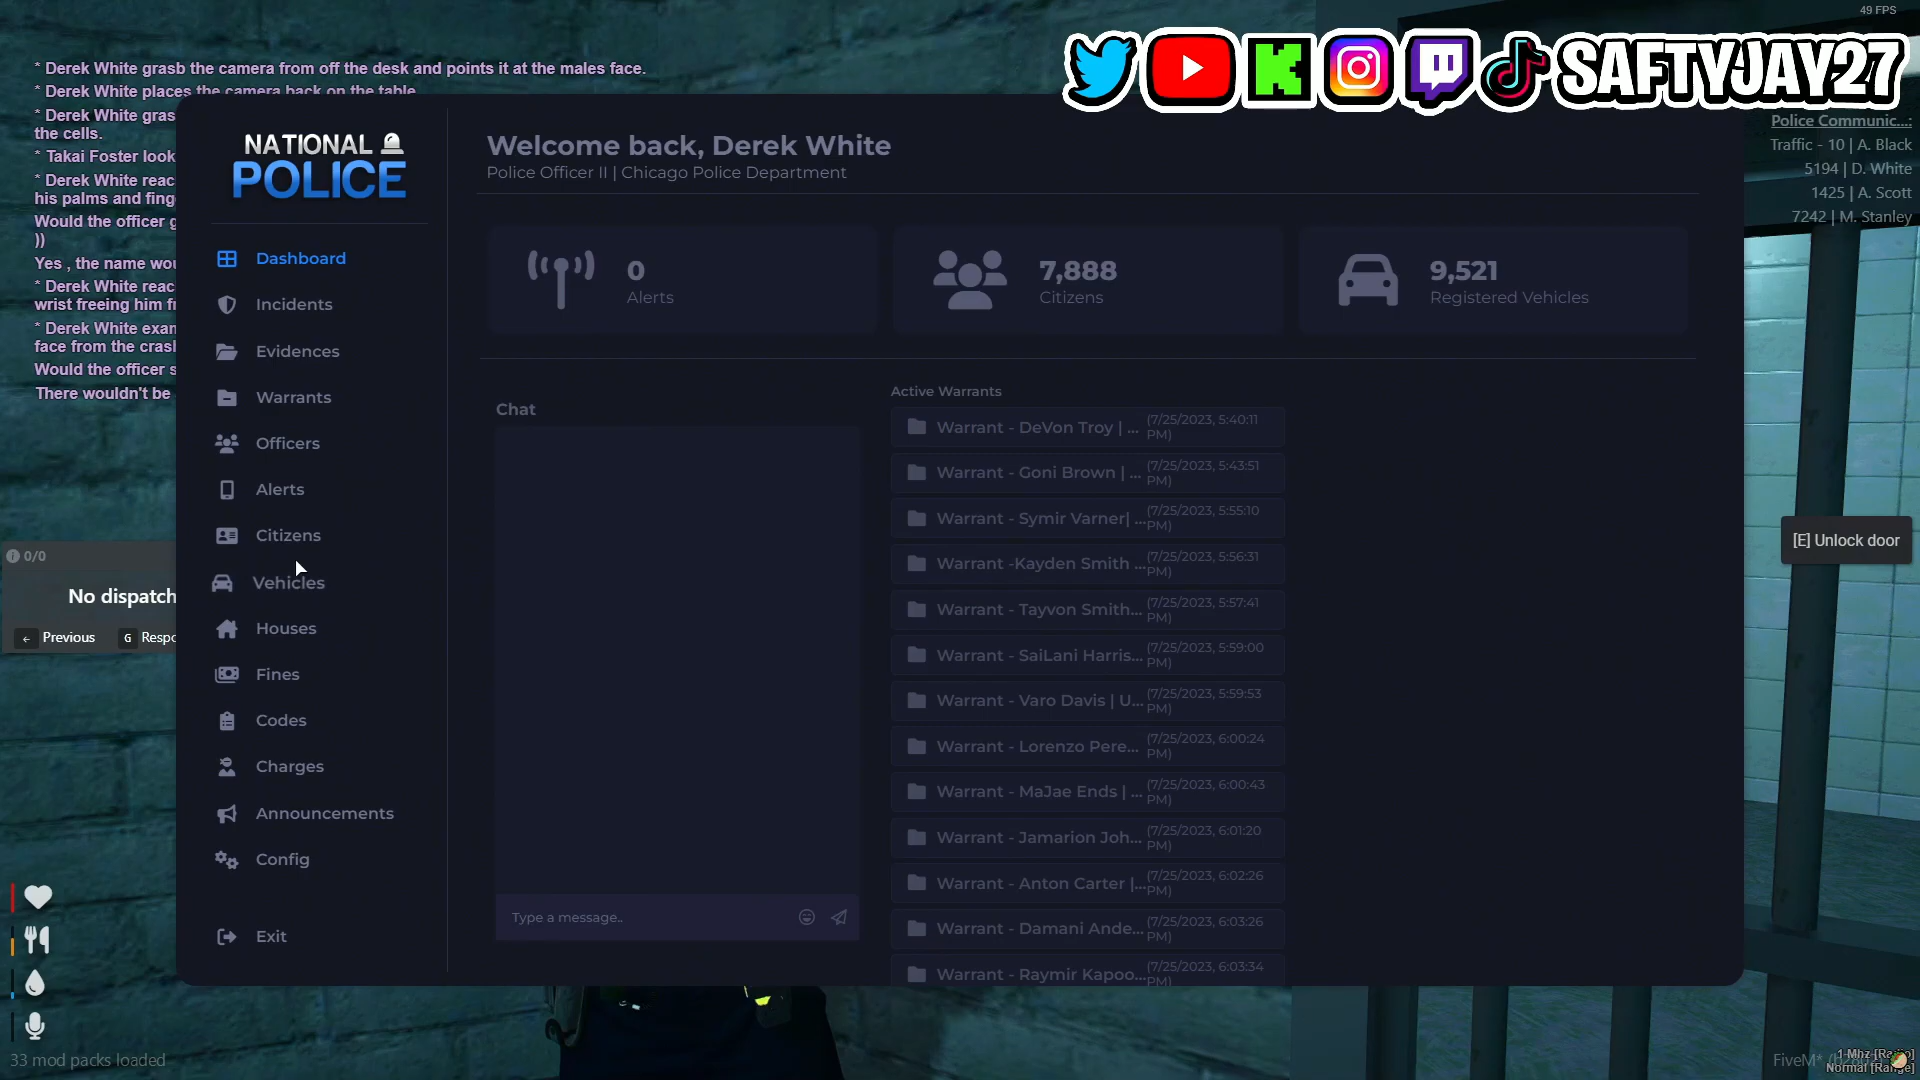 49 FPS
SAFTYJAY27
* Derek White grasb the camera from off the desk and points it at the males face.
* Derek White places the camera back on the table
* Derek White gras
the cells.
* Takai Foster look
* Derek White reac
his palms and fing
Would the officer g
))
Yes , the name wou
* Derek White reac
wrist freeing him fr
* Derek White exam
face from the crash
Would the officer s
There wouldn't be
Police Communic...:
Traffic - 10 | A. Black
5194 | D. White
1425 | A. Scott
7242 | M. Stanley
NATIONAL
POLICE
Dashboard
Incidents
Evidences
Warrants
Officers
Alerts
Citizens
Vehicles
Houses
Fines
Codes
Charges
Announcements
Config
Exit
Welcome back, Derek White
Police Officer II | Chicago Police Department
0
Alerts
7,888
Citizens
9,521
Registered Vehicles
Chat
Type a message..
Active Warrants
Warrant - DeVon Troy | ... (7/25/2023, 5:40:11 PM)
Warrant - Goni Brown | ... (7/25/2023, 5:43:51 PM)
Warrant - Symir Varner| ... (7/25/2023, 5:55:10 PM)
Warrant -Kayden Smith ... (7/25/2023, 5:56:31 PM)
Warrant - Tayvon Smith... (7/25/2023, 5:57:41 PM)
Warrant - SaiLani Harris... (7/25/2023, 5:59:00 PM)
Warrant - Varo Davis | U... (7/25/2023, 5:59:53 PM)
Warrant - Lorenzo Pere... (7/25/2023, 6:00:24 PM)
Warrant - MaJae Ends | ... (7/25/2023, 6:00:43 PM)
Warrant - Jamarion Joh... (7/25/2023, 6:01:20 PM)
Warrant - Anton Carter |... (7/25/2023, 6:02:26 PM)
Warrant - Damani Ande... (7/25/2023, 6:03:26 PM)
Warrant - Raymir Kapoo... (7/25/2023, 6:03:34 PM)
0/0
No dispatch
← Previous
G Respo
[E] Unlock door
33 mod packs loaded
FiveM*
1 Mhz [Radio]
Normal [Range]